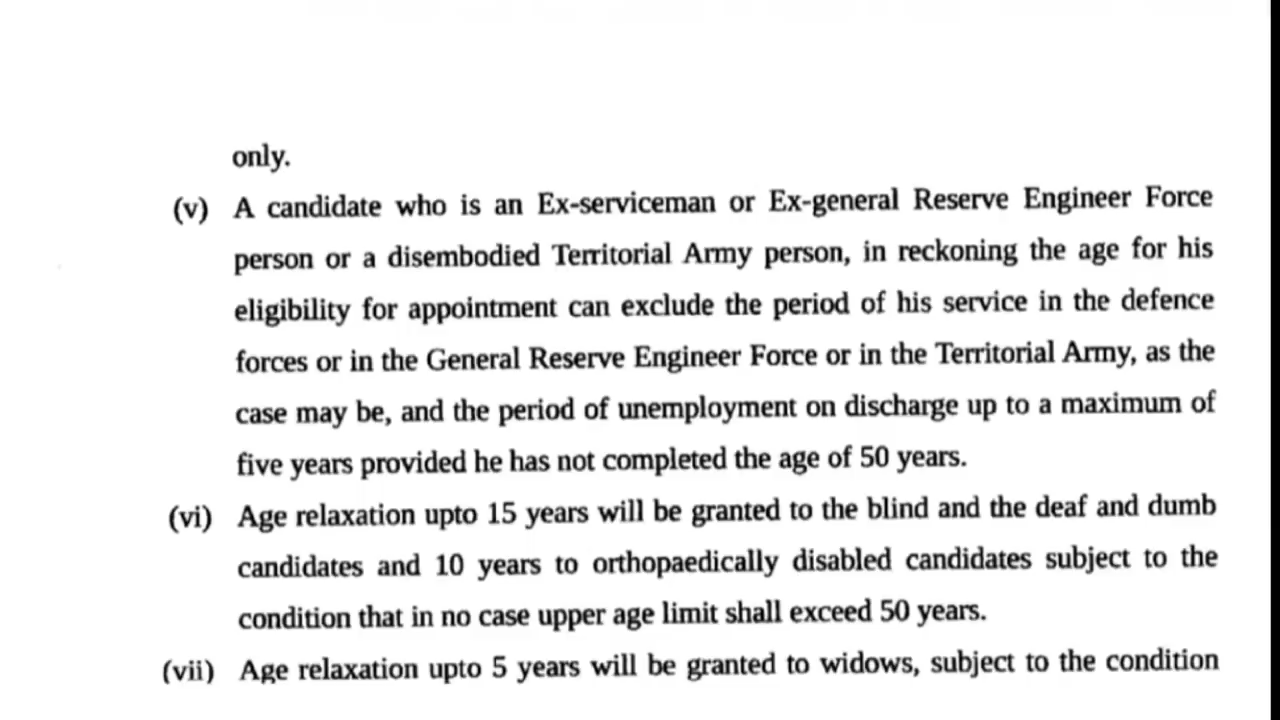 only.
(v) A candidate who is an Ex-serviceman or Ex-general Reserve Engineer Force
person or a disembodied Territorial Army person, in reckoning the age for his
eligibility for appointment can exclude the period of his service in the defence
forces or in the General Reserve Engineer Force or in the Territorial Army, as the
case may be, and the period of unemployment on discharge up to a maximum of
five years provided he has not completed the age of 50 years.
(vi) Age relaxation upto 15 years will be granted to the blind and the deaf and dumb
candidates and 10 years to orthopaedically disabled candidates subject to the
condition that in no case upper age limit shall exceed 50 years.
(vii) Age relaxation upto 5 years will be granted to widows, subject to the condition